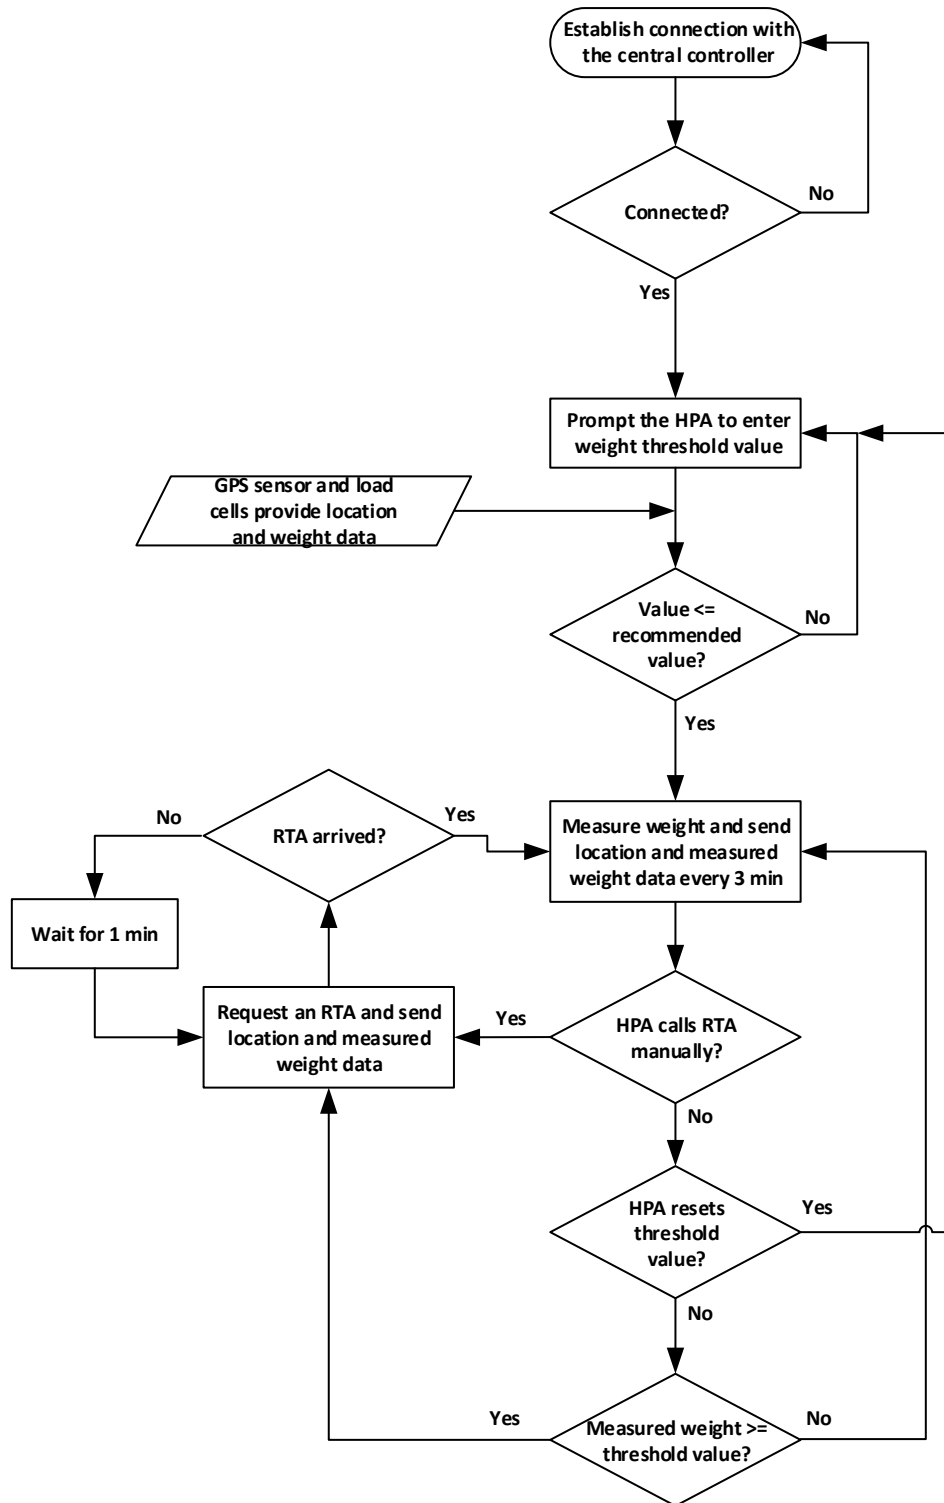 Establish connection with
the central controller
Connected?
No
Yes
Prompt the HPA to enter
weight threshold value
GPS sensor and load
cells provide location
and weight data
Value <=
recommended
value?
No
Yes
RTA arrived?
No
Yes
Measure weight and send
location and measured
weight data every 3 min
Wait for 1 min
Request an RTA and send
location and measured
weight data
Yes
HPA calls RTA
manually?
No
HPA resets
threshold
value?
Yes
No
Yes
Measured weight >=
threshold value?
No